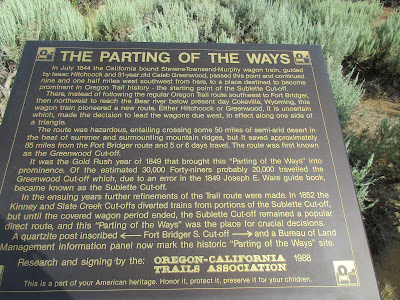 THE PARTING OF THE WAYS
In July 1844 the California bound Stevens-Townsend-Murphy wagon train, guided
by Isaac Hitchcock and 81-year old Caleb Greenwood, passed this point and continued
nine and one half miles west southwest from here, to a place destined to become
prominent in Oregon Trail history - the starting point of the Sublette Cut-off.
There, instead of following the regular Oregon Trail route southwest to Fort Bridger,
then northwest to reach the Bear river below present day Cokeville, Wyoming, this
wagon train pioneered a new route. Either Hitchcock or Greenwood, it is uncertain
which, made the decision to lead the wagons due west, in effect along one side of
a triangle.
The route was hazardous, entailing crossing some 50 miles of semi-arid desert in
the heat of summer and surmounting mountain ridges, but it saved approximately
85 miles from the Fort Bridger route and 5 or 6 days travel. The route was first known
as the Greenwood Cut-off.
It was the Gold Rush year of 1849 that brought this "Parting of the Ways" into
prominence. Of the estimated 30,000 Forty-niners probably 20,000 travelled the
Greenwood Cut-off which, due to an error in the 1849 Joseph E. Ware guide book,
became known as the Sublette Cut-off.
In the ensuing years further refinements of the Trail route were made. In 1852 the
Kinney and Slate Creek Cut-offs diverted trains from portions of the Sublette Cut-off,
but until the covered wagon period ended, the Sublette Cut-off remained a popular
direct route, and this "Parting of the Ways" was the place for crucial decisions.
A quartzite post inscribed ← Fort Bridger S. Cut-off → and a Bureau of Land
Management information panel now mark the historic "Parting of the Ways" site.
Research and signing by the: OREGON-CALIFORNIA 1988
TRAILS ASSOCIATION
This is a part of your American heritage. Honor it, protect it, preserve it for your children.